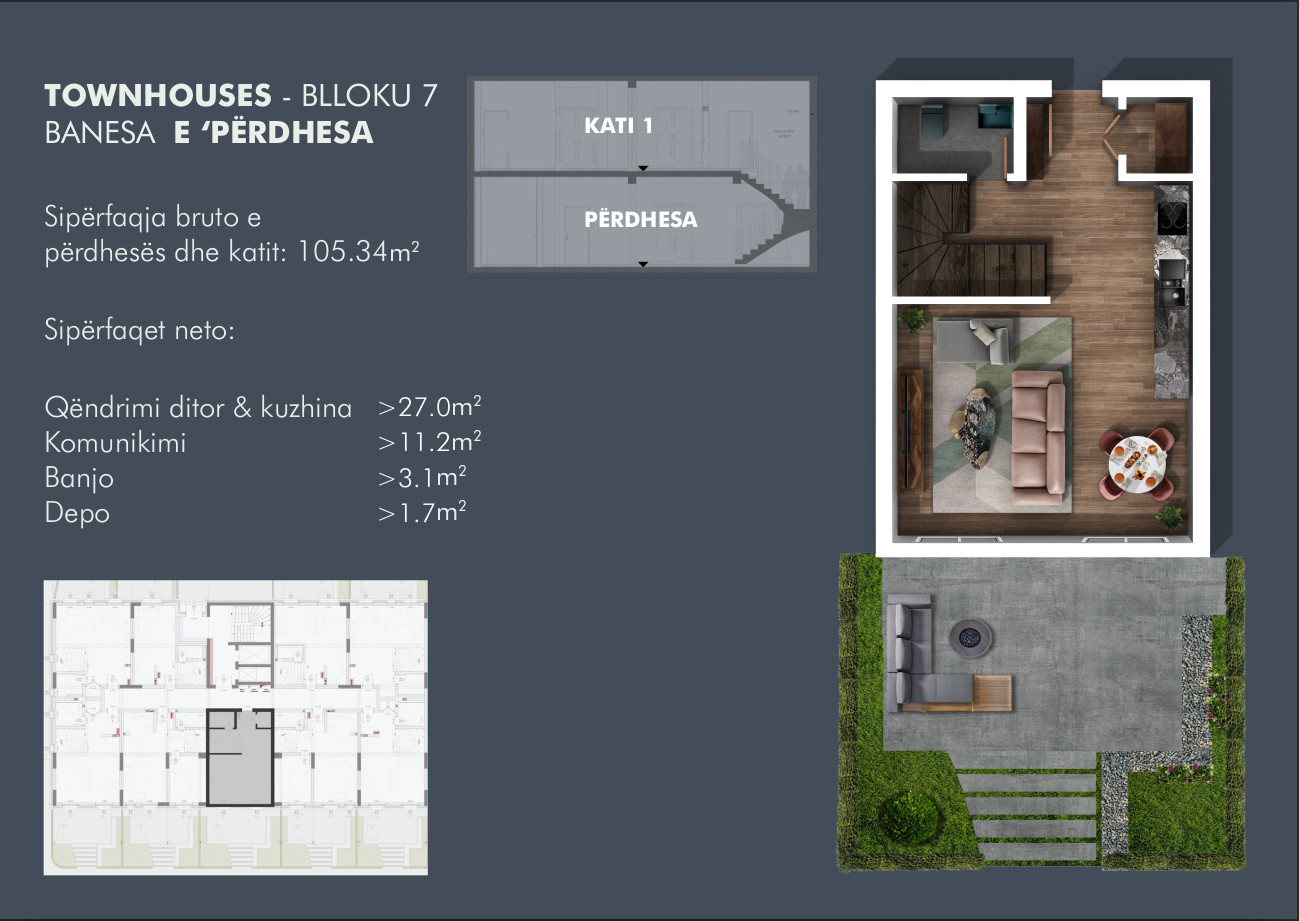 TOWNHOUSES - BLLOKU 7
BANESA E ‘PËRDHESA
Sipërfaqja bruto e
përdhesës dhe katit: 105.34m²
Sipërfaqet neto:
Qëndrimi ditor & kuzhina >27.0m²
Komunikimi >11.2m²
Banjo >3.1m²
Depo >1.7m²
KATI 1
PËRDHESA